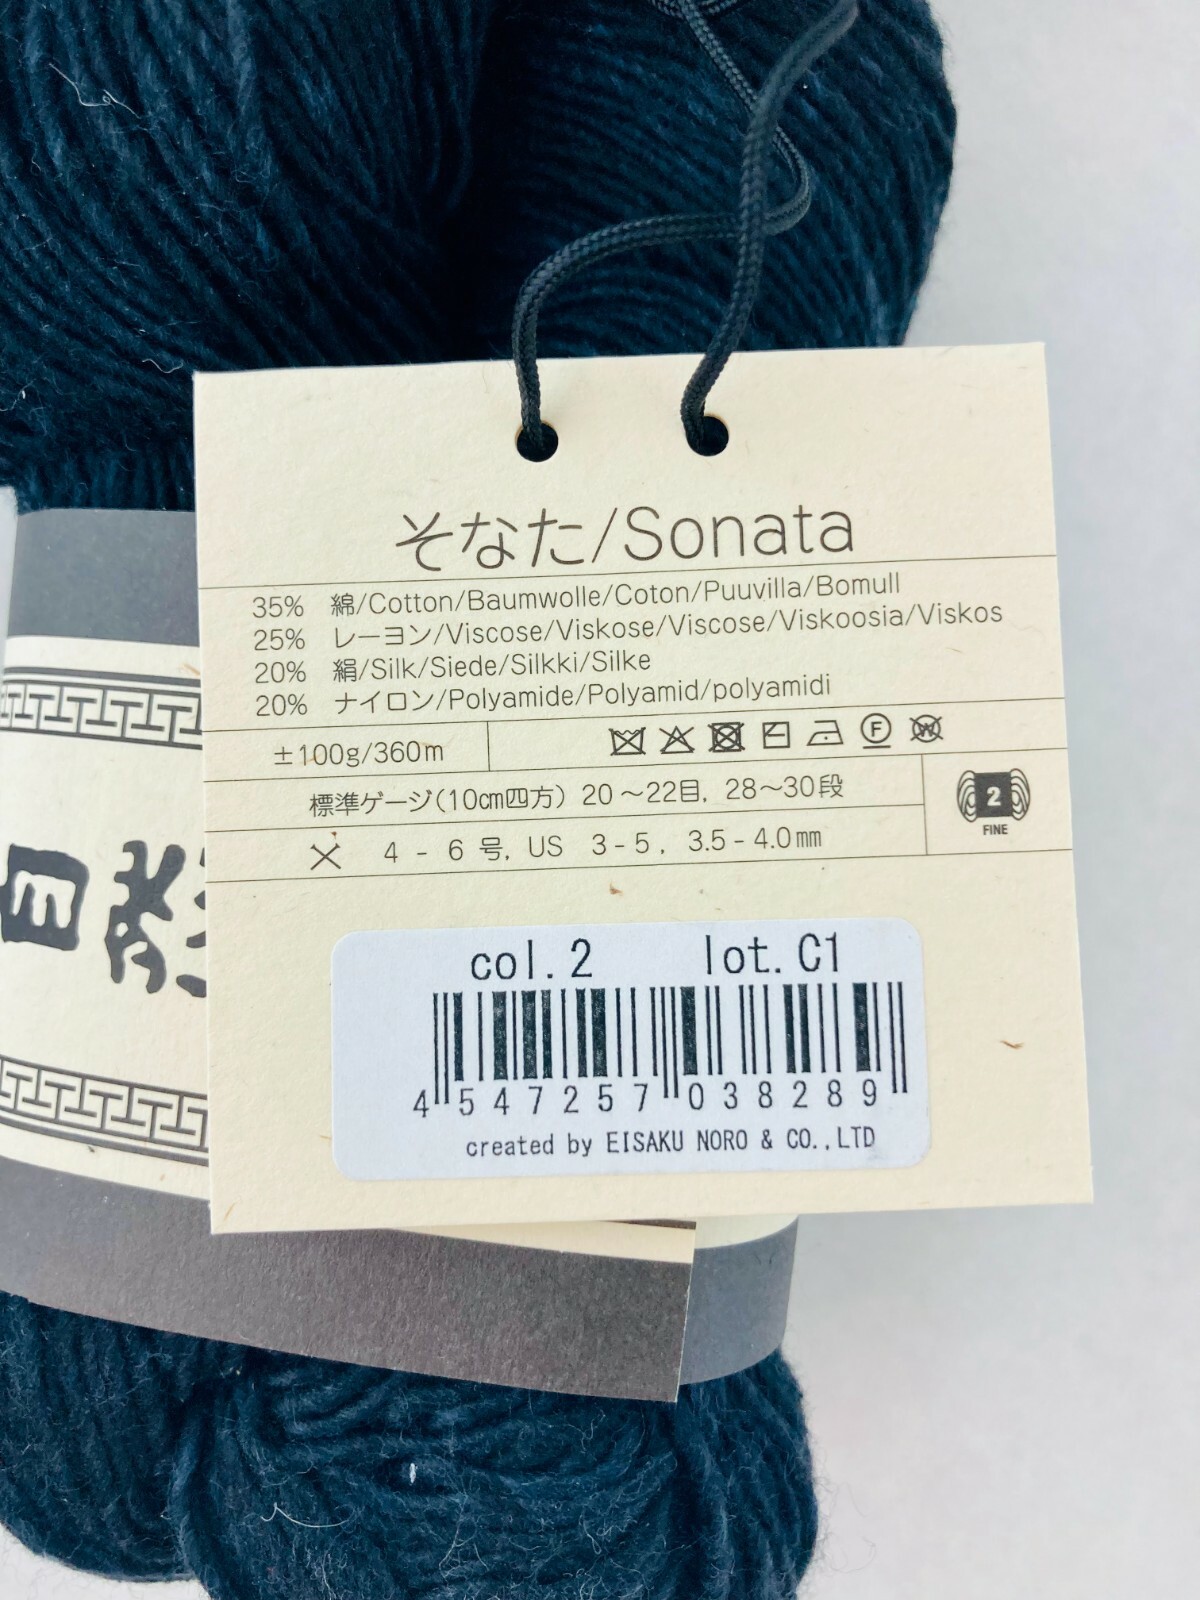 そなた/Sonata
35% 綿/Cotton/Baumwolle/Coton/Puuvilla/Bomull
25% レーヨン/Viscose/Viskose/Viscose/Viskoosia/Viskos
20% 絹/Silk/Siede/Silkki/Silke
20% ナイロン/Polyamide/Polyamid/polyamidi
±100g/360m
F
W
標準ゲージ(10cm四方) 20～22目, 28～30段
2
FINE
4 - 6 号, US 3-5, 3.5-4.0mm
自然
col.2 lot.C1
4 547257 038289
created by EISAKU NORO & CO.,LTD